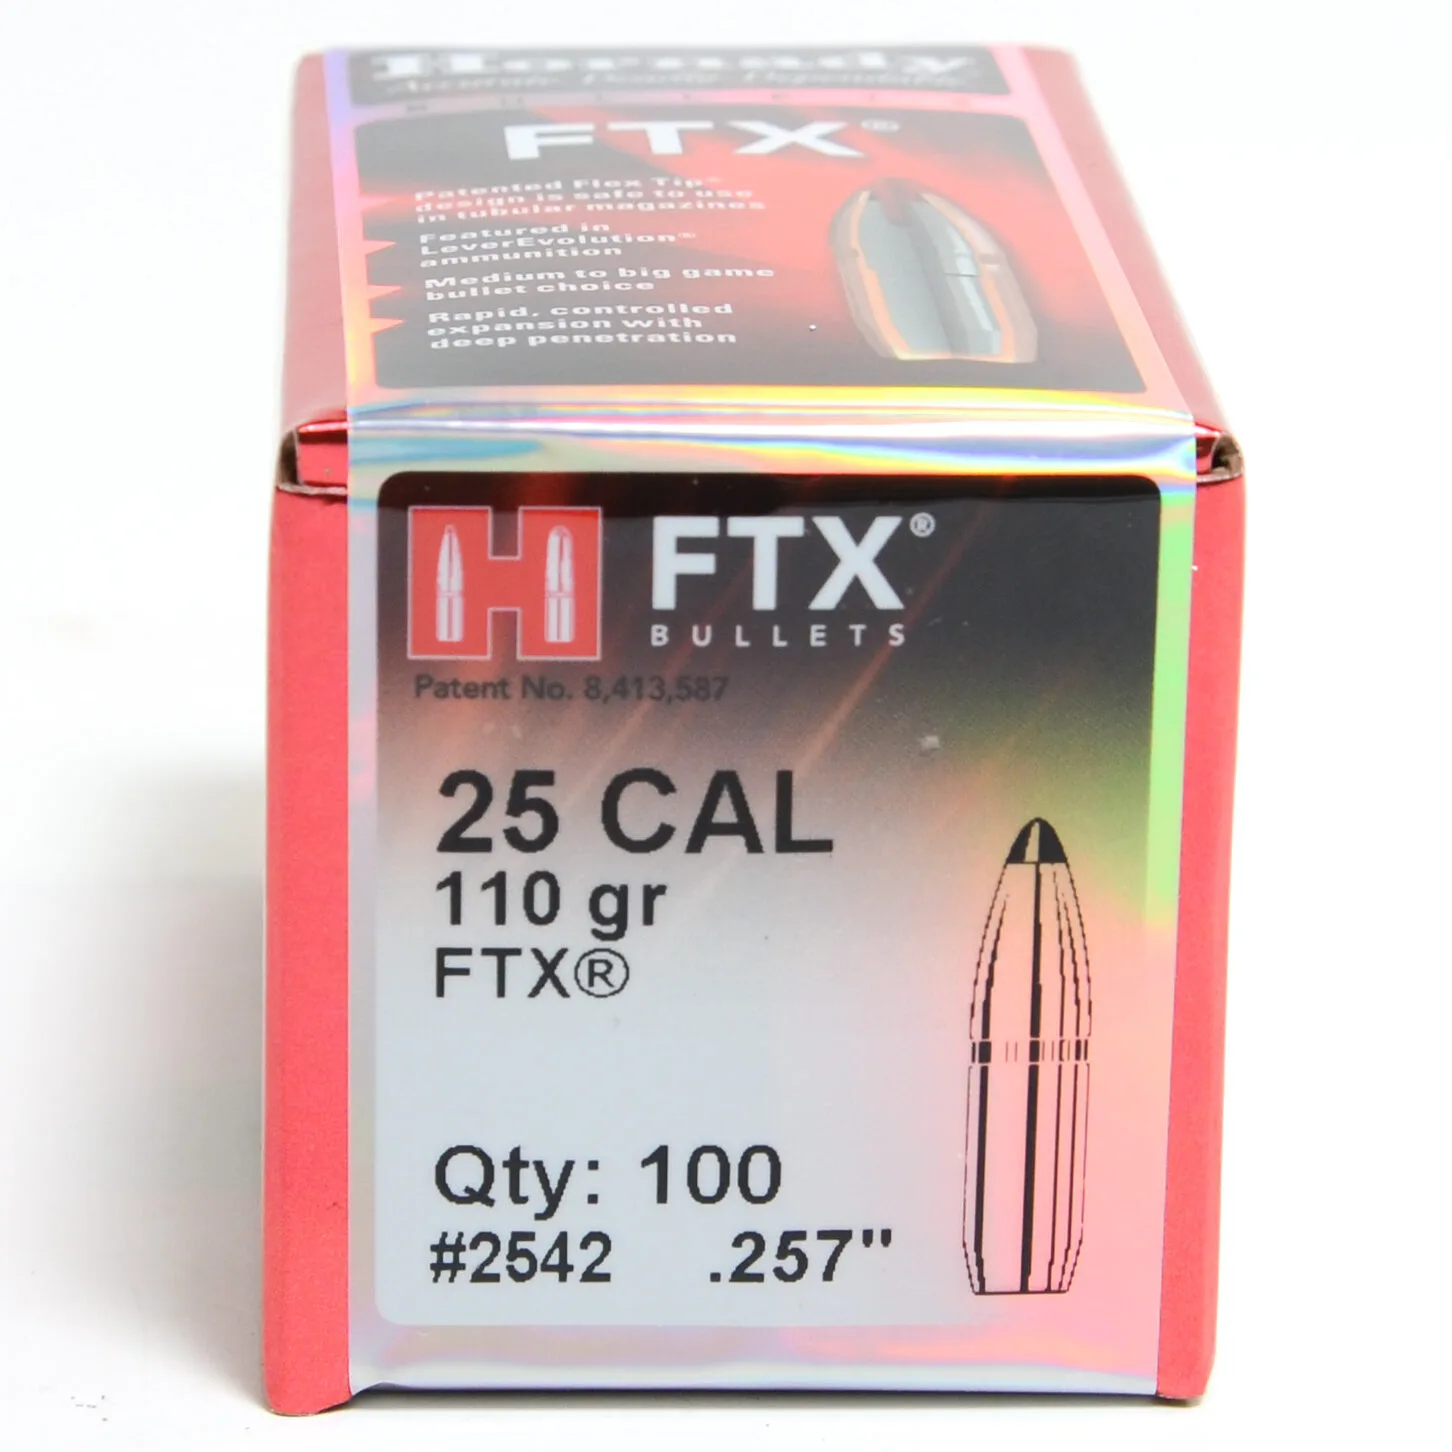 Hornady
Accurate. Deadly. Dependable.
BULLETS
FTX®
Patented Flex Tip®
design is safe to use
in tubular magazines
Featured in
LeverEvolution®
ammunition
Medium to big game
bullet choice
Rapid, controlled
expansion with
deep penetration
H FTX®
BULLETS
Patent No. 8,413,587
25 CAL
110 gr
FTX®
Qty: 100
#2542 .257"